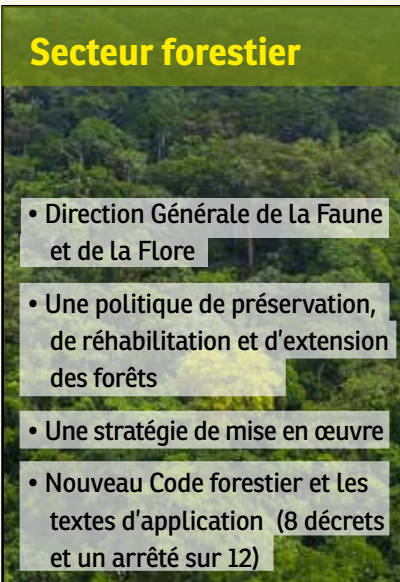 Secteur forestier
• Direction Générale de la Faune
et de la Flore
• Une politique de préservation,
de réhabilitation et d'extension
des forêts
• Une stratégie de mise en œuvre
• Nouveau Code forestier et les
textes d'application (8 décrets
et un arrêté sur 12)